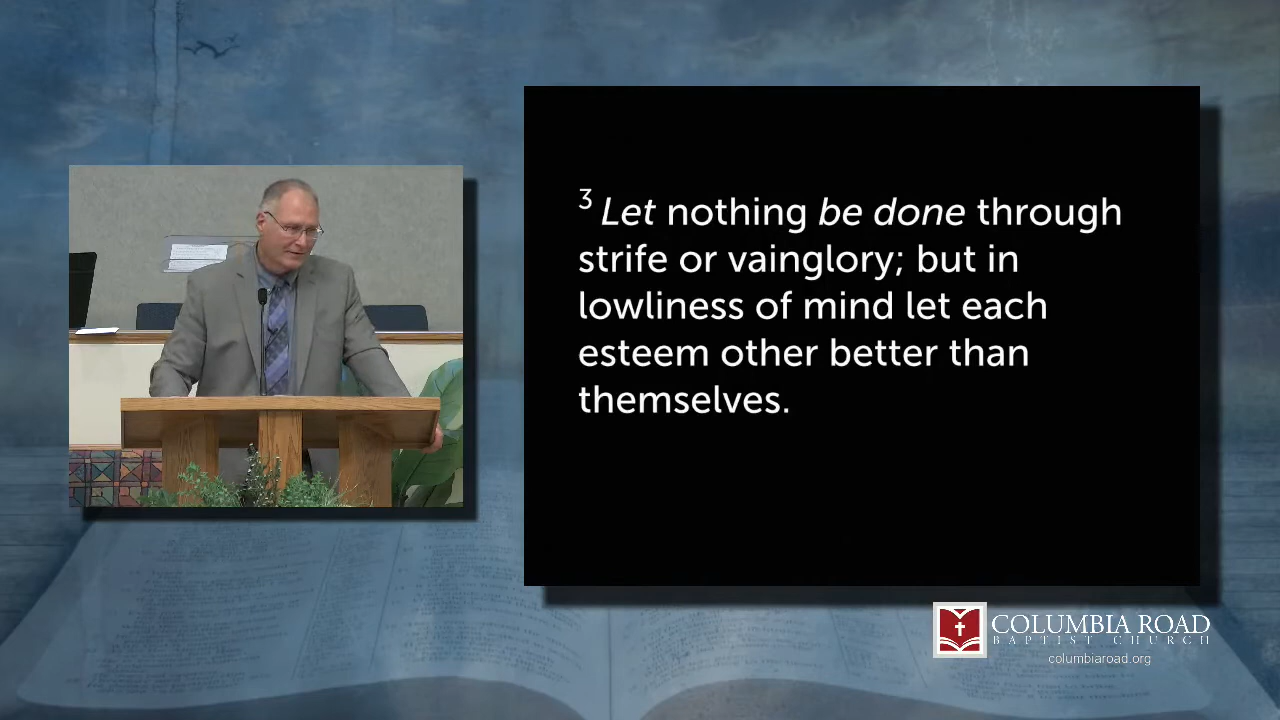 3 Let nothing be done through
strife or vainglory; but in
lowliness of mind let each
esteem other better than
themselves.
COLUMBIA ROAD
BAPTIST CHURCH
columbiaroad.org